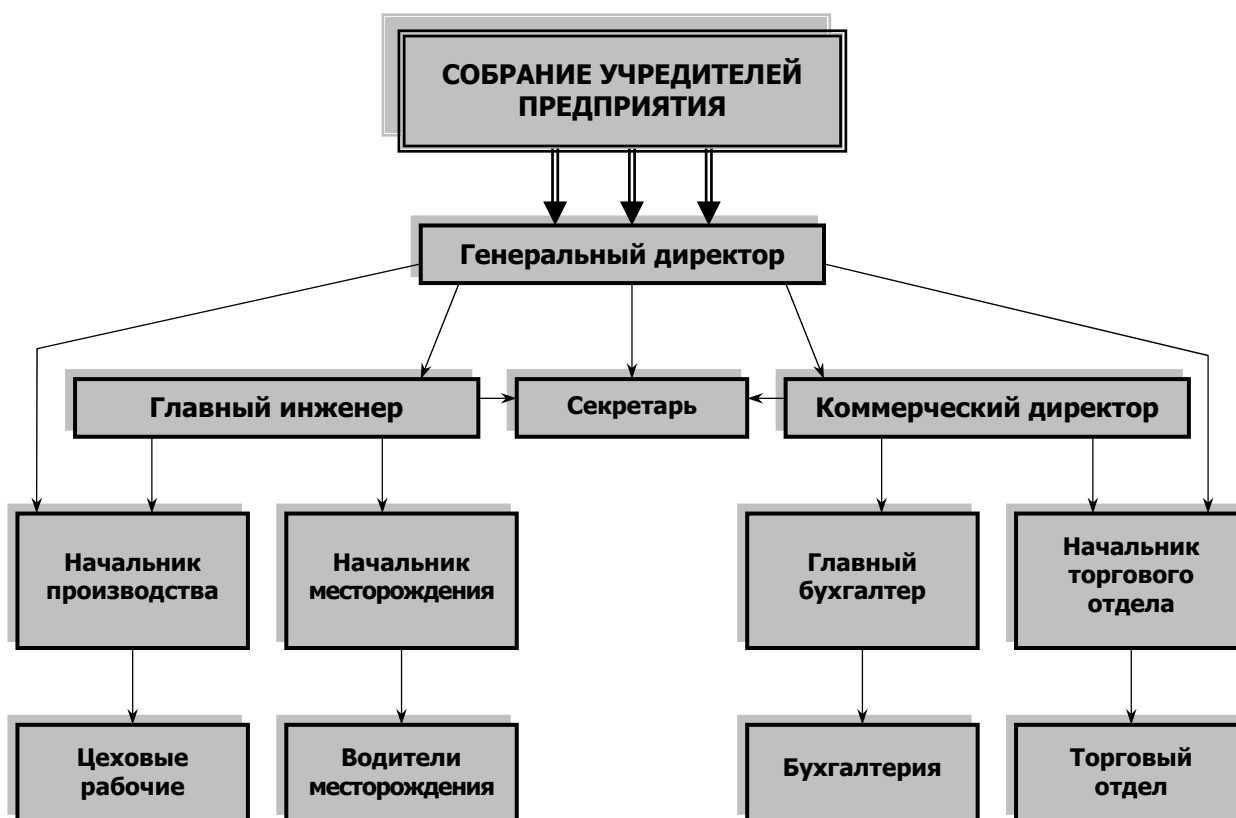 СОБРАНИЕ УЧРЕДИТЕЛЕЙ
ПРЕДПРИЯТИЯ
Генеральный директор
Главный инженер
Секретарь
Коммерческий директор
Начальник
производства
Начальник
месторождения
Главный
бухгалтер
Начальник
торгового
отдела
Цеховые
рабочие
Водители
месторождения
Бухгалтерия
Торговый
отдел